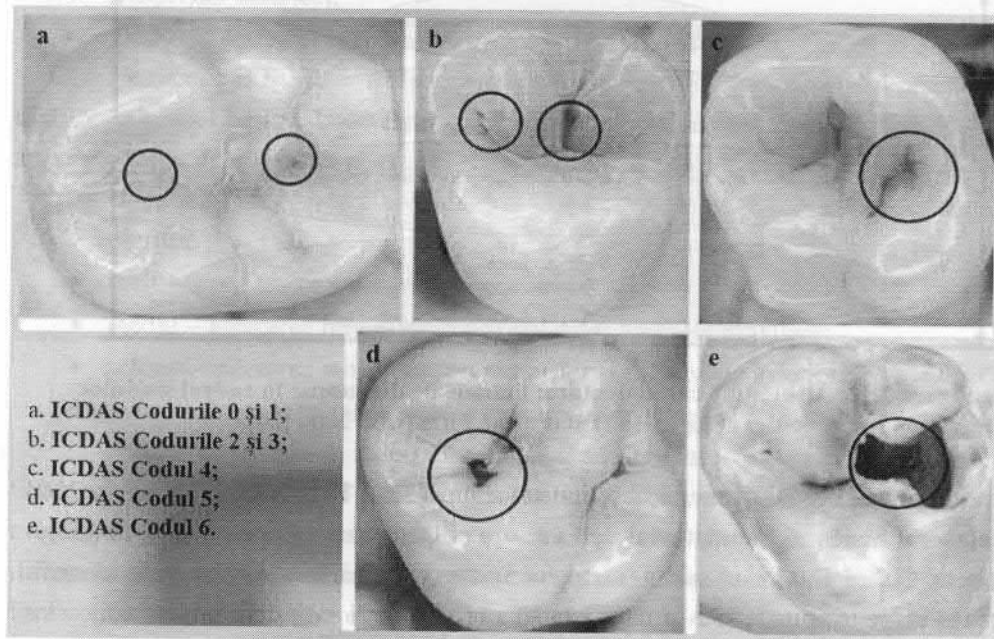 a
b
c
d
e
a. ICDAS Codurile 0 și 1;
b. ICDAS Codurile 2 și 3;
c. ICDAS Codul 4;
d. ICDAS Codul 5;
e. ICDAS Codul 6.